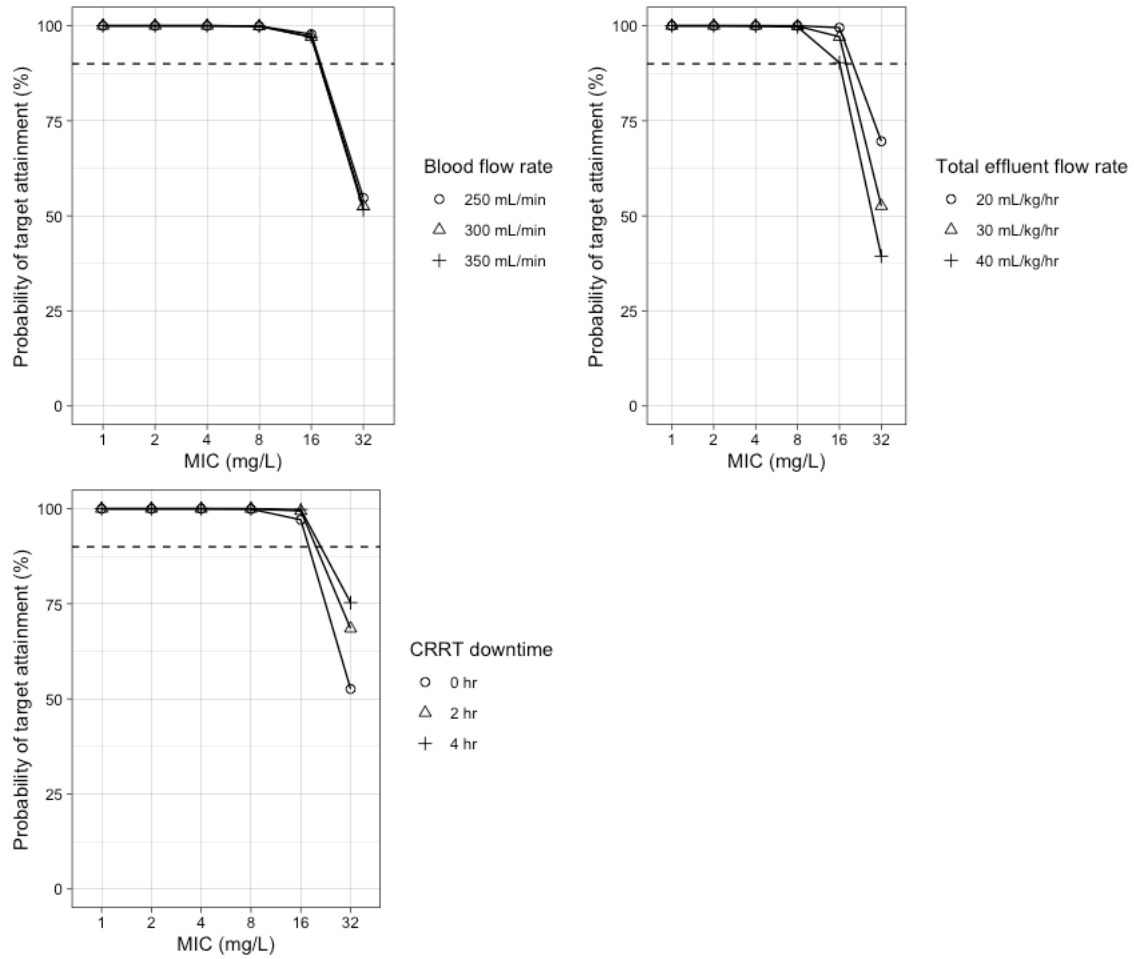 100
75
50
25
0
Probability of target attainment (%)
1 2 4 8 16 32
MIC (mg/L)
Blood flow rate
250 mL/min
300 mL/min
350 mL/min
100
75
50
25
0
Probability of target attainment (%)
1 2 4 8 16 32
MIC (mg/L)
Total effluent flow rate
20 mL/kg/hr
30 mL/kg/hr
40 mL/kg/hr
100
75
50
25
0
Probability of target attainment (%)
1 2 4 8 16 32
MIC (mg/L)
CRRT downtime
0 hr
2 hr
4 hr